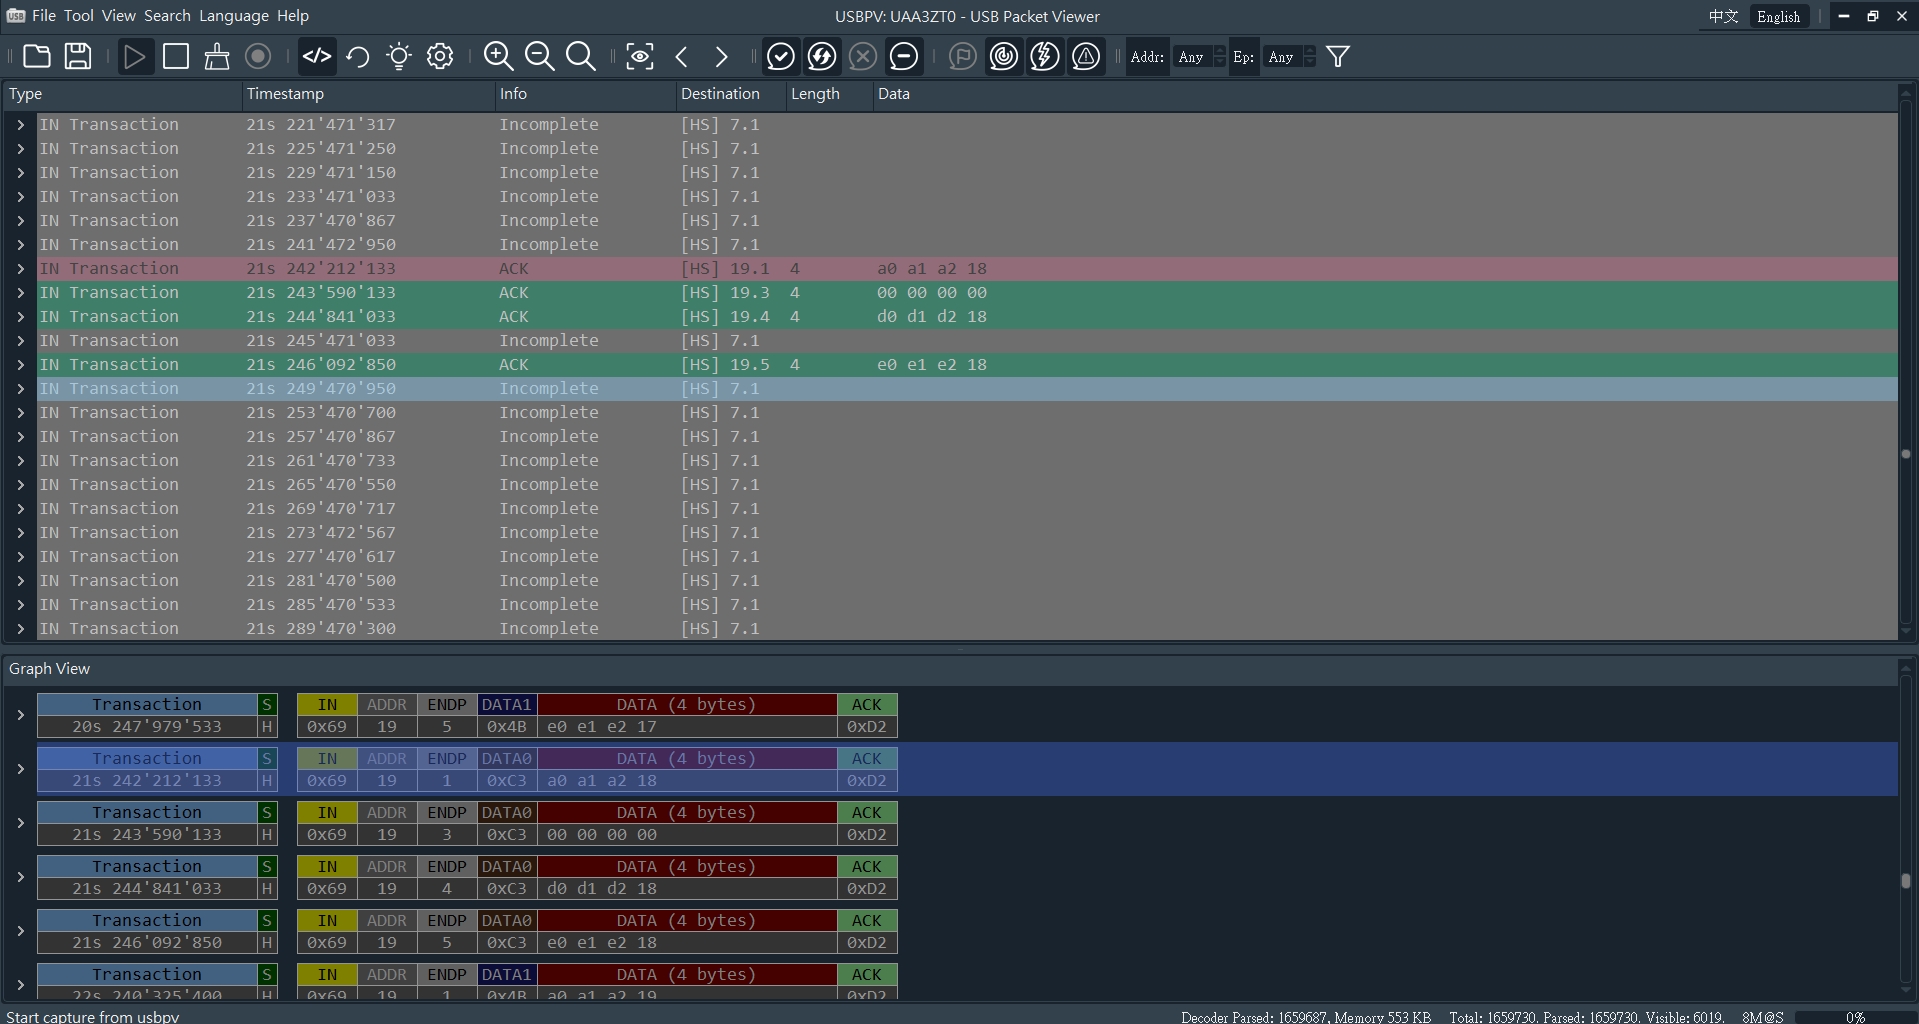 USB File Tool View Search Language Help USBPV: UAA3ZT0 - USB Packet Viewer 中文 English
</> Addr: Any Ep: Any
Type Timestamp Info Destination Length Data
IN Transaction 21s 221'471'317 Incomplete [HS] 7.1
IN Transaction 21s 225'471'250 Incomplete [HS] 7.1
IN Transaction 21s 229'471'150 Incomplete [HS] 7.1
IN Transaction 21s 233'471'033 Incomplete [HS] 7.1
IN Transaction 21s 237'470'867 Incomplete [HS] 7.1
IN Transaction 21s 241'472'950 Incomplete [HS] 7.1
IN Transaction 21s 242'212'133 ACK [HS] 19.1 4 a0 a1 a2 18
IN Transaction 21s 243'590'133 ACK [HS] 19.3 4 00 00 00 00
IN Transaction 21s 244'841'033 ACK [HS] 19.4 4 d0 d1 d2 18
IN Transaction 21s 245'471'033 Incomplete [HS] 7.1
IN Transaction 21s 246'092'850 ACK [HS] 19.5 4 e0 e1 e2 18
IN Transaction 21s 249'470'950 Incomplete [HS] 7.1
IN Transaction 21s 253'470'700 Incomplete [HS] 7.1
IN Transaction 21s 257'470'867 Incomplete [HS] 7.1
IN Transaction 21s 261'470'733 Incomplete [HS] 7.1
IN Transaction 21s 265'470'550 Incomplete [HS] 7.1
IN Transaction 21s 269'470'717 Incomplete [HS] 7.1
IN Transaction 21s 273'472'567 Incomplete [HS] 7.1
IN Transaction 21s 277'470'617 Incomplete [HS] 7.1
IN Transaction 21s 281'470'500 Incomplete [HS] 7.1
IN Transaction 21s 285'470'533 Incomplete [HS] 7.1
IN Transaction 21s 289'470'300 Incomplete [HS] 7.1
Graph View
Transaction S IN ADDR ENDP DATA1 DATA (4 bytes) ACK
20s 247'979'533 H 0x69 19 5 0x4B e0 e1 e2 17 0xD2
Transaction S IN ADDR ENDP DATA0 DATA (4 bytes) ACK
21s 242'212'133 H 0x69 19 1 0xC3 a0 a1 a2 18 0xD2
Transaction S IN ADDR ENDP DATA0 DATA (4 bytes) ACK
21s 243'590'133 H 0x69 19 3 0xC3 00 00 00 00 0xD2
Transaction S IN ADDR ENDP DATA0 DATA (4 bytes) ACK
21s 244'841'033 H 0x69 19 4 0xC3 d0 d1 d2 18 0xD2
Transaction S IN ADDR ENDP DATA0 DATA (4 bytes) ACK
21s 246'092'850 H 0x69 19 5 0xC3 e0 e1 e2 18 0xD2
Transaction S IN ADDR ENDP DATA1 DATA (4 bytes) ACK
22s 240'325'400 H 0x69 19 1 0x4B a0 a1 a2 19 0xD2
Start capture from usbpv Decoder Parsed: 1659687, Memory 553 KB Total: 1659730. Parsed: 1659730. Visible: 6019. 8M@S 0%